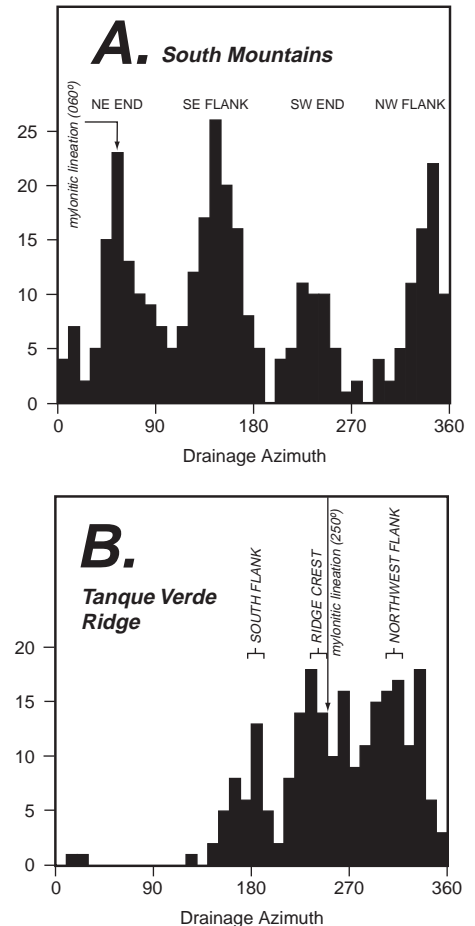 A. South Mountains
NE END SE FLANK SW END NW FLANK
mylonitic lineation (060º)
25
20
15
10
5
0
0 90 180 270 360
Drainage Azimuth
B.
Tanque Verde
Ridge
SOUTH FLANK
RIDGE CREST
mylonitic lineation (250º)
NORTHWEST FLANK
20
15
10
5
0
0 90 180 270 360
Drainage Azimuth